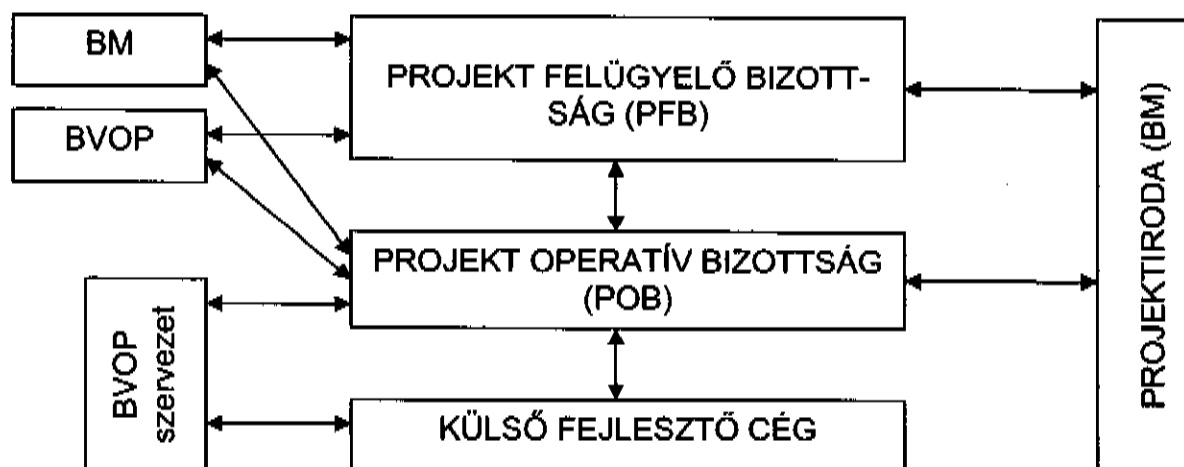 BM
PROJEKT FELÜGYELŐ BIZOTT-
SÁG (PFB)
BVOP
PROJEKT OPERATÍV BIZOTTSÁG
(POB)
BVOP
szervezet
KÜLSŐ FEJLESZTŐ CÉG
PROJEKTIRODA (BM)